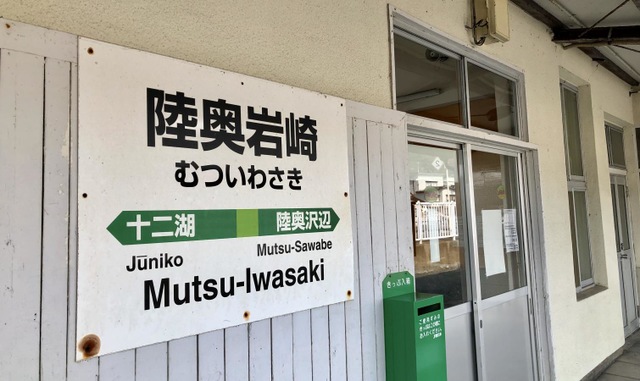 陸奥岩崎
むついわさき
十二湖 陸奥沢辺
Jūniko Mutsu-Sawabe
Mutsu-Iwasaki
きっぷ入れ